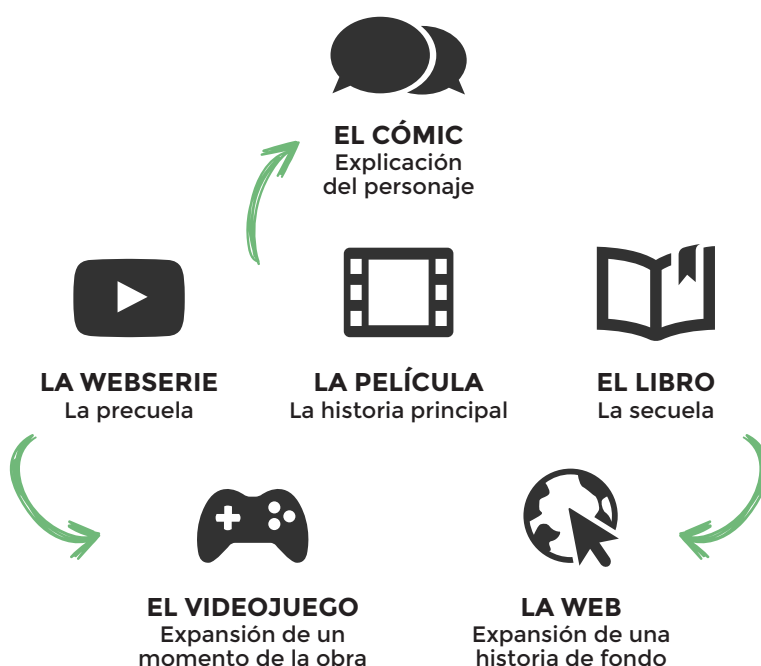 EL CÓMIC
Explicación
del personaje
LA WEBSERIE
La precuela
LA PELÍCULA
La historia principal
EL LIBRO
La secuela
EL VIDEOJUEGO
Expansión de un
momento de la obra
LA WEB
Expansión de una
historia de fondo